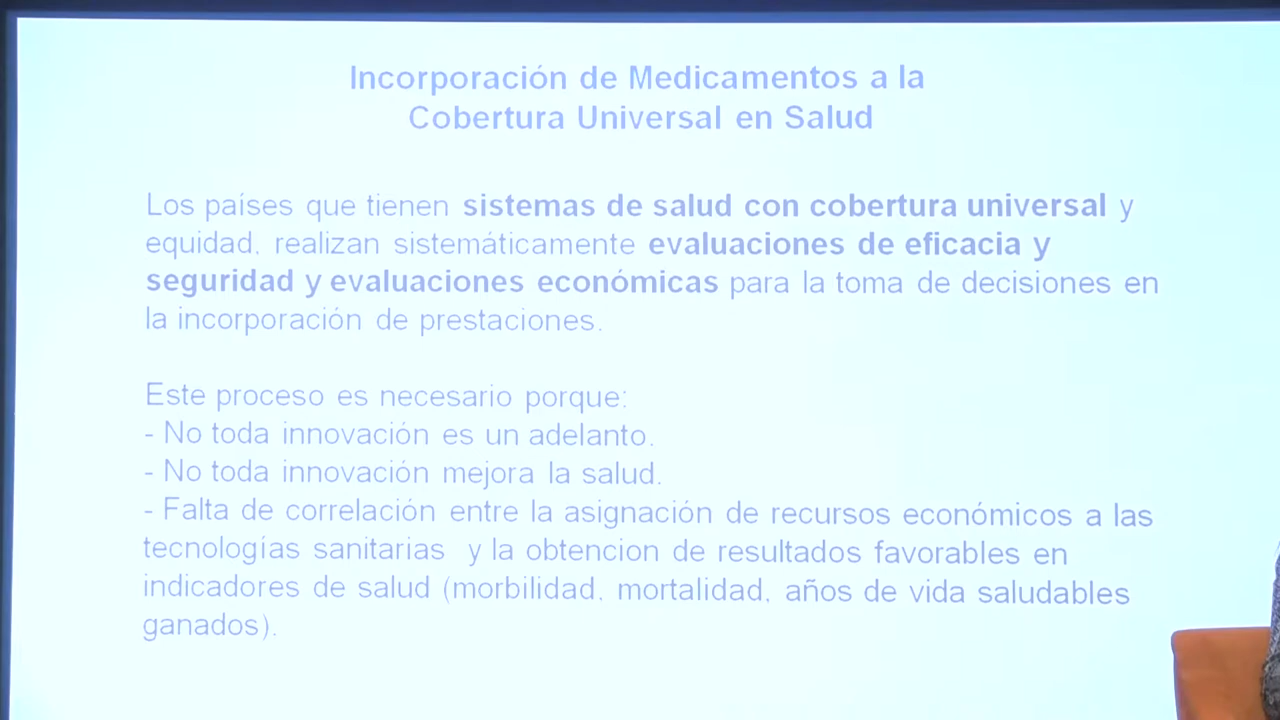 Incorporación de Medicamentos a la
Cobertura Universal en Salud
Los países que tienen sistemas de salud con cobertura universal y
equidad, realizan sistemáticamente evaluaciones de eficacia y
seguridad y evaluaciones económicas para la toma de decisiones en
la incorporación de prestaciones.
Este proceso es necesario porque:
- No toda innovación es un adelanto.
- No toda innovación mejora la salud.
- Falta de correlación entre la asignación de recursos económicos a las
tecnologías sanitarias y la obtencion de resultados favorables en
indicadores de salud (morbilidad, mortalidad, años de vida saludables
ganados).